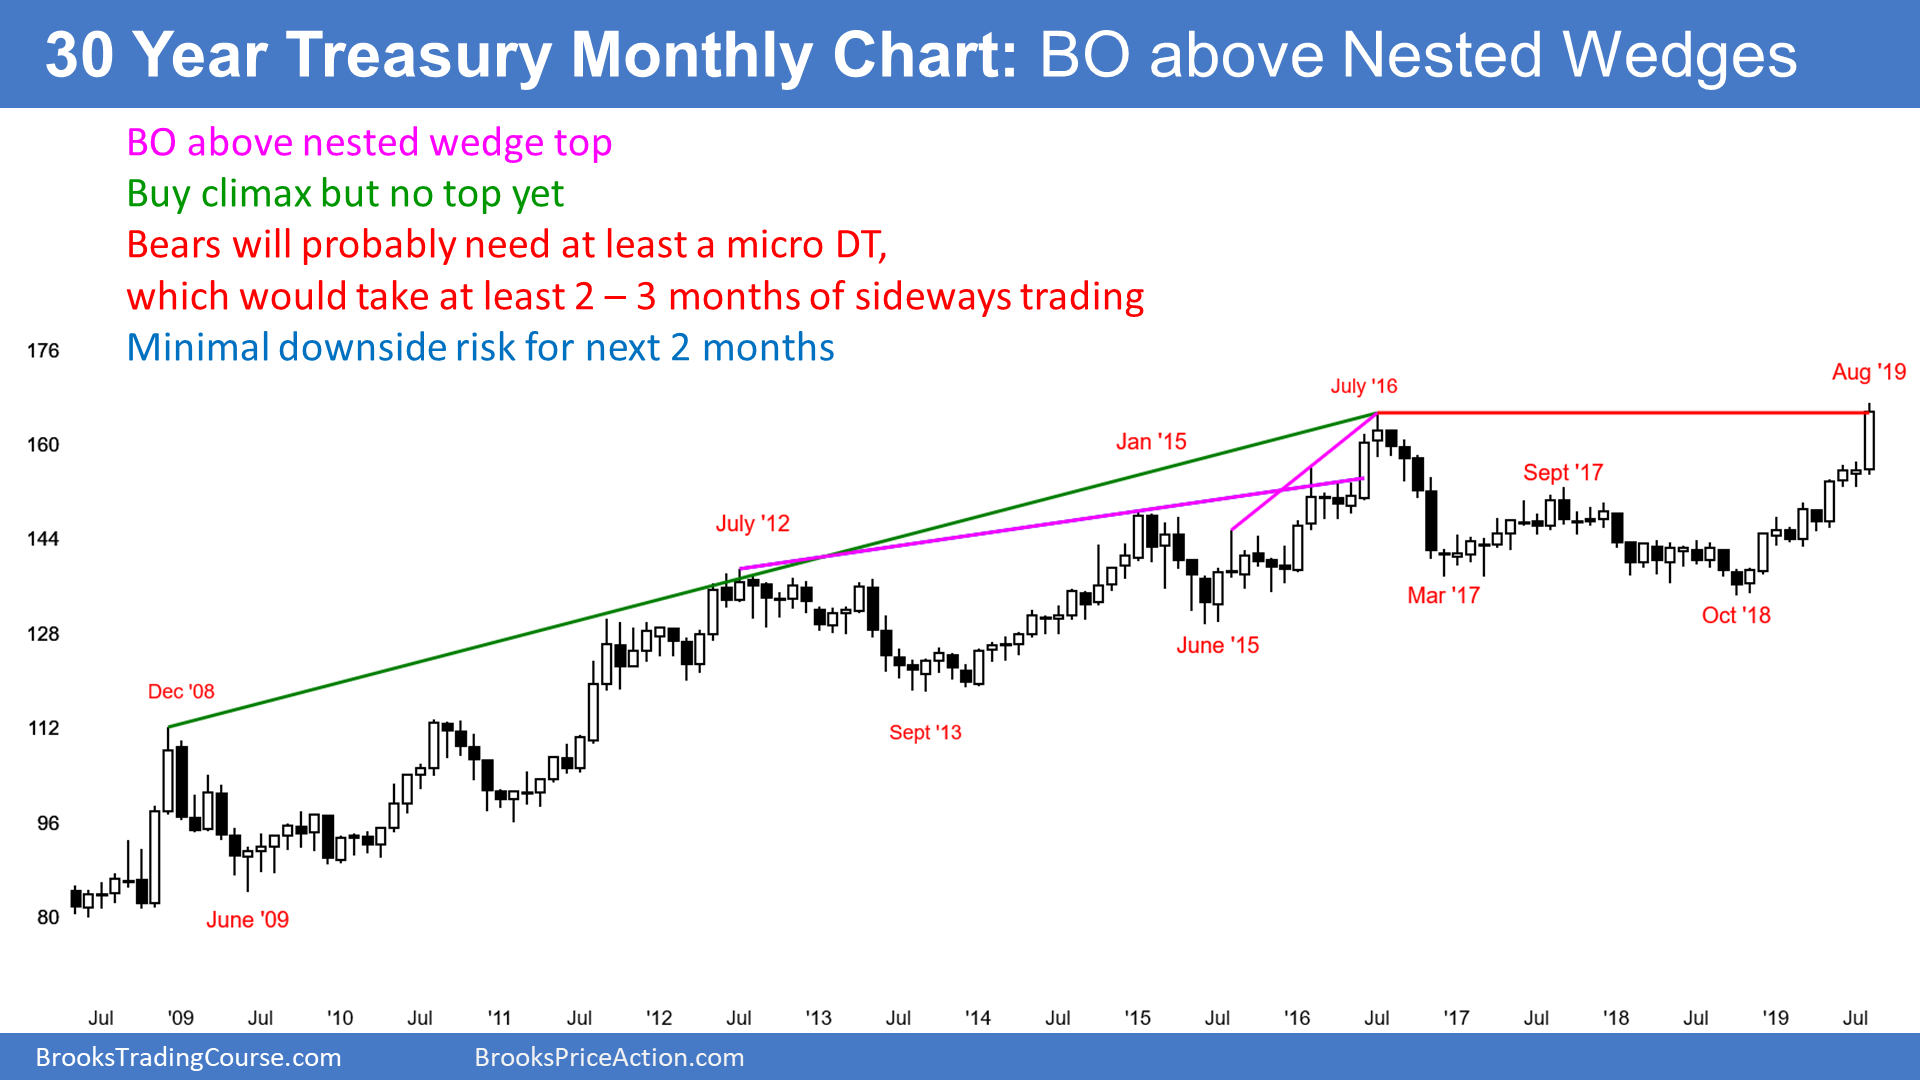 30 Year Treasury Monthly Chart: BO above Nested Wedges
BO above nested wedge top
Buy climax but no top yet
Bears will probably need at least a micro DT,
which would take at least 2 – 3 months of sideways trading
Minimal downside risk for next 2 months
176
160
144
128
112
96
80
Dec '08
June '09
July '12
Sept '13
Jan '15
June '15
July '16
Mar '17
Sept '17
Oct '18
Aug '19
Jul '09 Jul '10 Jul '11 Jul '12 Jul '13 Jul '14 Jul '15 Jul '16 Jul '17 Jul '18 Jul '19 Jul
BrooksTradingCourse.com BrooksPriceAction.com